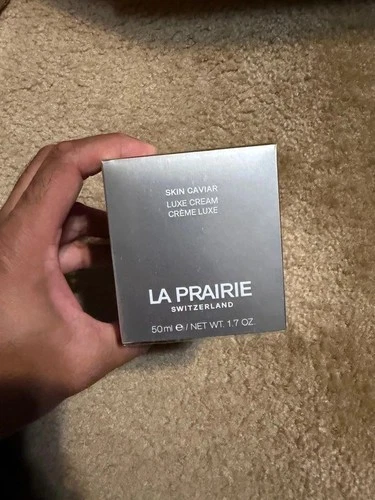 SKIN CAVIAR
LUXE CREAM
CRÈME LUXE
LA PRAIRIE
SWITZERLAND
50ml ℮ / NET WT. 1.7 OZ.